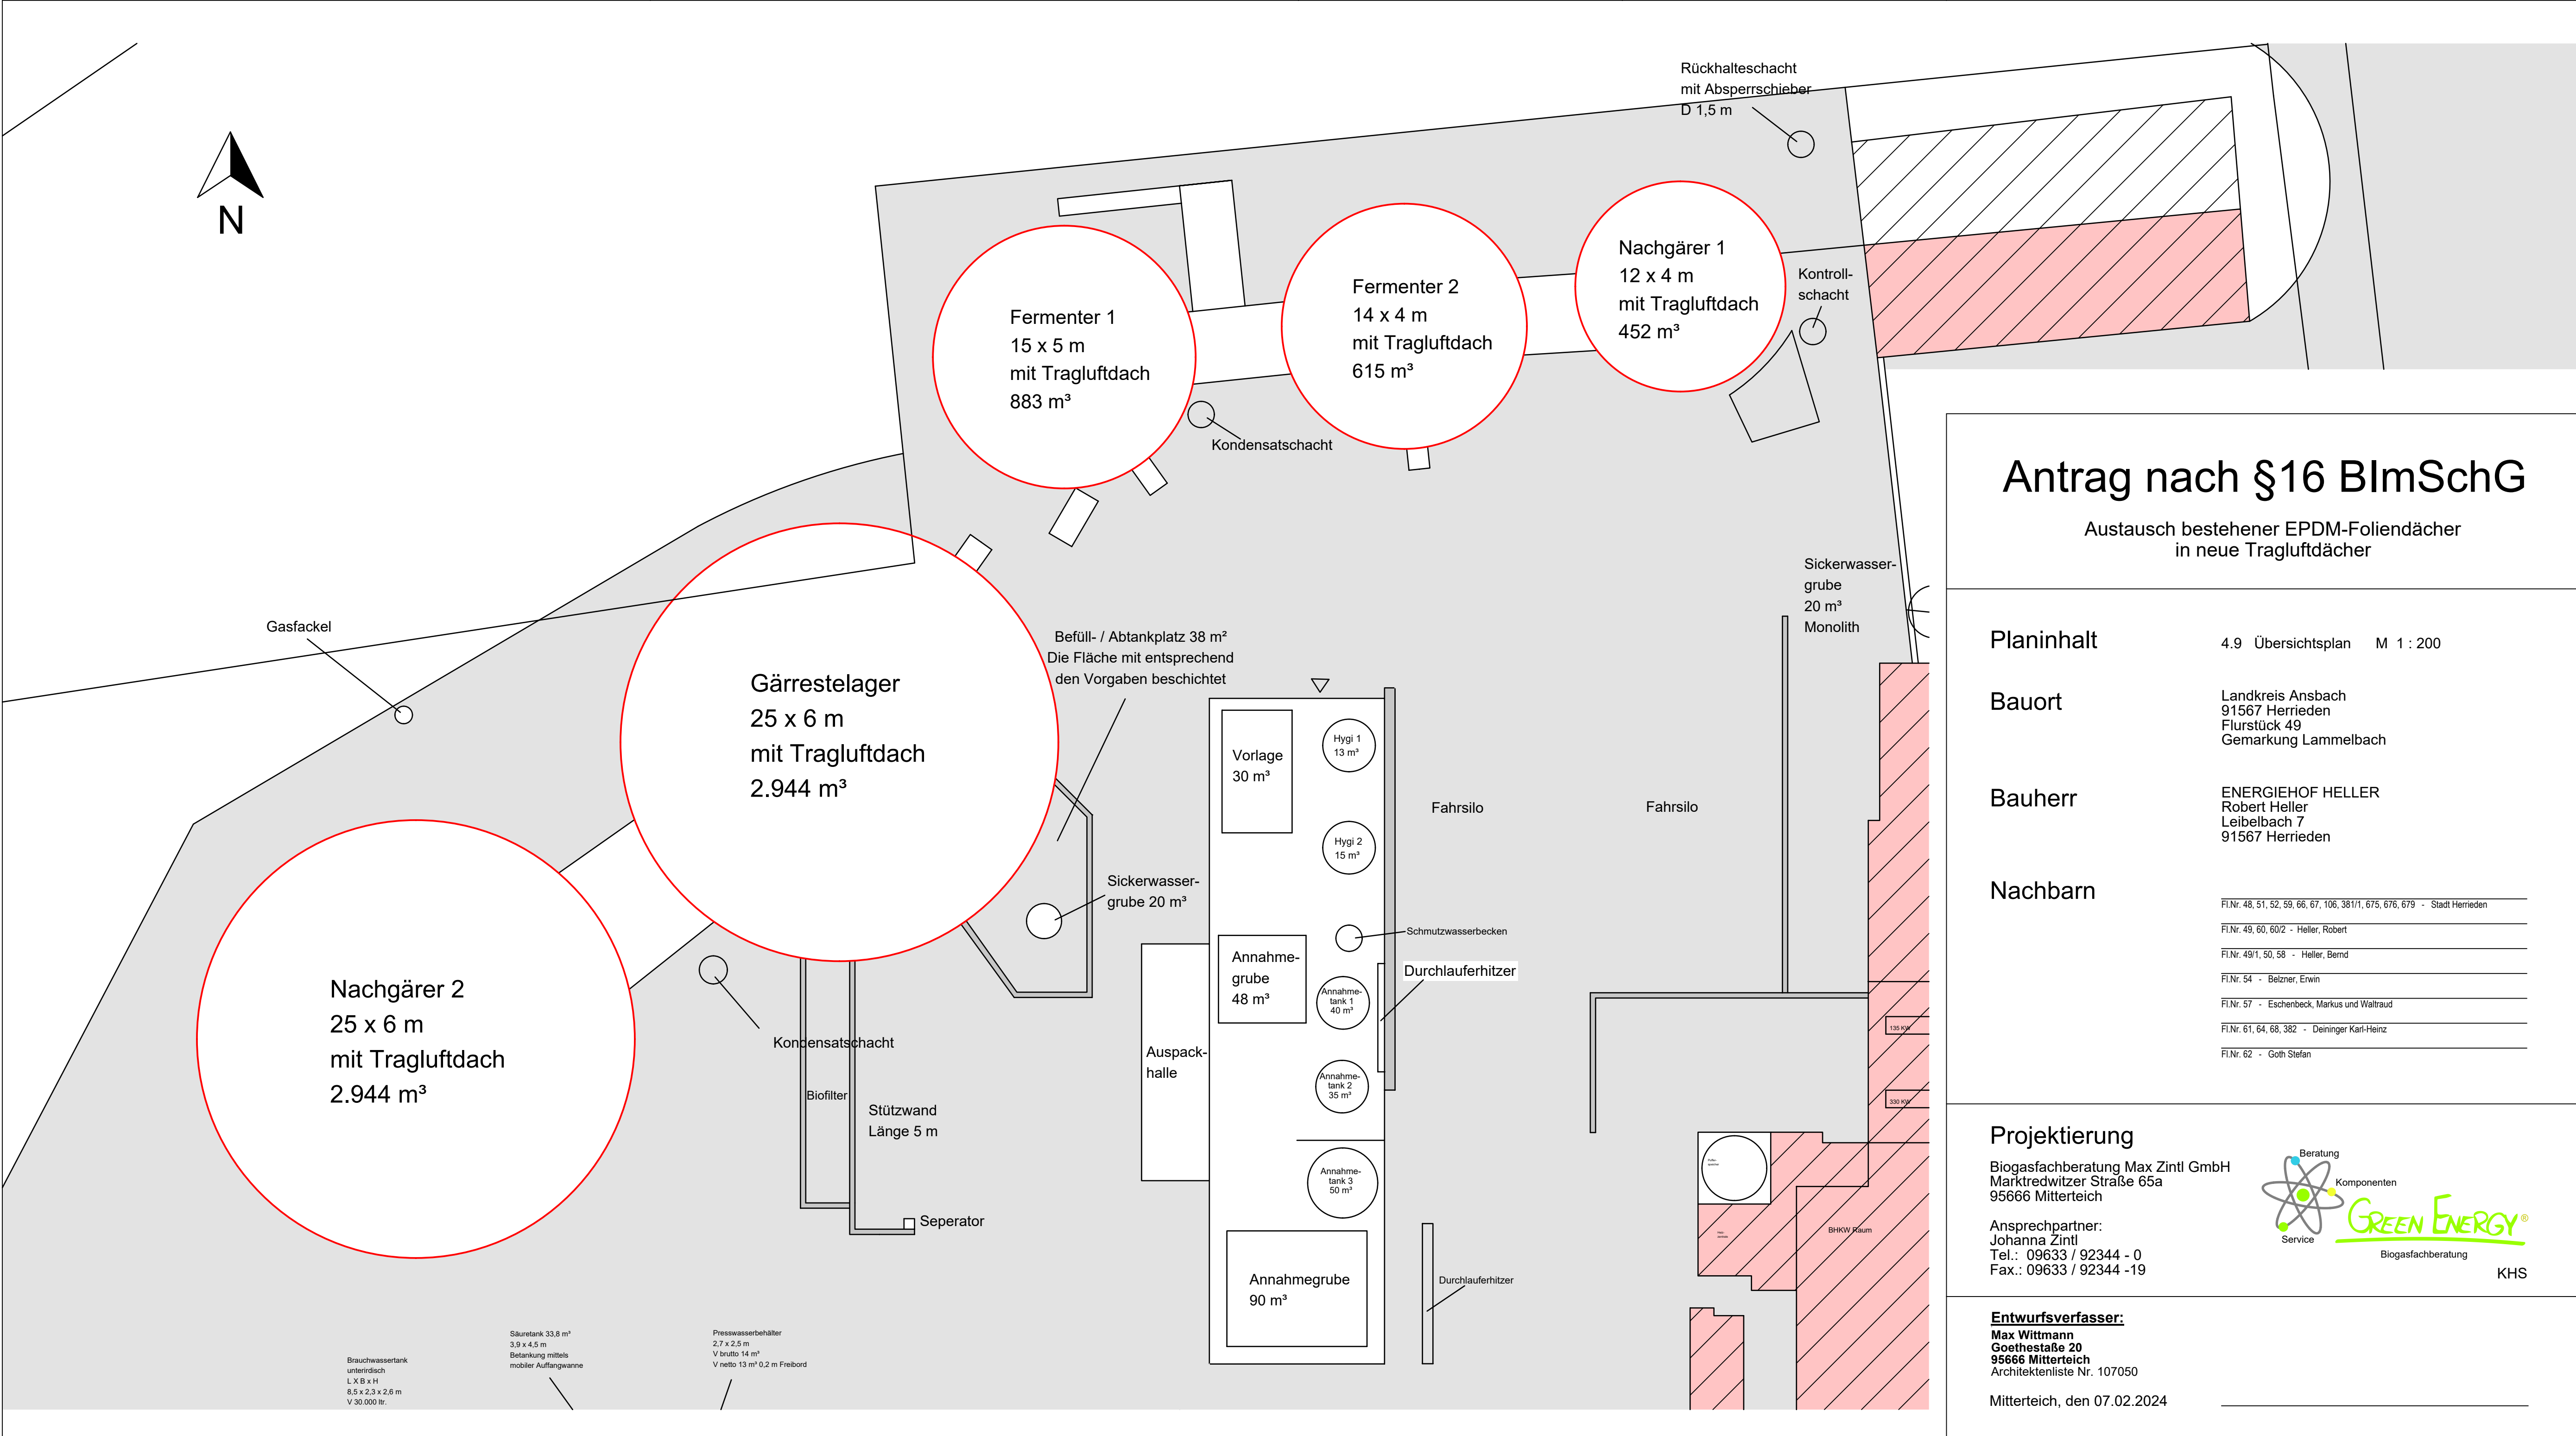 Rückhalteschacht
mit Absperrschieber
D 1,5 m
N
Nachgärer 1
12 x 4 m
mit Tragluftdach
452 m³
Kontroll-
schacht
Fermenter 2
14 x 4 m
mit Tragluftdach
615 m³
Fermenter 1
15 x 5 m
mit Tragluftdach
883 m³
Kondensatschacht
Gasfackel
Gärrestelager
25 x 6 m
mit Tragluftdach
2.944 m³
Befüll- / Abtankplatz 38 m²
Die Fläche mit entsprechend
den Vorgaben beschichtet
Sickerwasser-
grube
20 m³
Monolith
Vorlage
30 m³
Hygi 1
13 m³
Hygi 2
15 m³
Fahrsilo
Fahrsilo
Sickerwasser-
grube 20 m³
Schmutzwasserbecken
Annahme-
grube
48 m³
Durchlauferhitzer
Annahme-
tank 1
40 m³
Nachgärer 2
25 x 6 m
mit Tragluftdach
2.944 m³
Kondensatschacht
Auspack-
halle
Annahme-
tank 2
35 m³
Biofilter
Stützwand
Länge 5 m
Annahme-
tank 3
50 m³
Seperator
Annahmegrube
90 m³
Durchlauferhitzer
135 KW
330 KW
BHKW Raum
Brauchwassertank
unterirdisch
L X B x H
8,5 x 2,3 x 2,6 m
V 30.000 ltr.
Säuretank 33,8 m³
3,9 x 4,5 m
Betankung mittels
mobiler Auffangwanne
Presswasserbehälter
2,7 x 2,5 m
V brutto 14 m³
V netto 13 m³ 0,2 m Freibord
Antrag nach §16 BImSchG
Austausch bestehener EPDM-Foliendächer
in neue Tragluftdächer
Planinhalt
4.9 Übersichtsplan M 1 : 200
Bauort
Landkreis Ansbach
91567 Herrieden
Flurstück 49
Gemarkung Lammelbach
Bauherr
ENERGIEHOF HELLER
Robert Heller
Leibelbach 7
91567 Herrieden
Nachbarn
Fl.Nr. 48, 51, 52, 59, 66, 67, 106, 381/1, 675, 676, 679 - Stadt Herrieden
Fl.Nr. 49, 60, 60/2 - Heller, Robert
Fl.Nr. 49/1, 50, 58 - Heller, Bernd
Fl.Nr. 54 - Belzner, Erwin
Fl.Nr. 57 - Eschenbeck, Markus und Waltraud
Fl.Nr. 61, 64, 68, 382 - Deininger Karl-Heinz
Fl.Nr. 62 - Goth Stefan
Projektierung
Biogasfachberatung Max Zintl GmbH
Marktredwitzer Straße 65a
95666 Mitterteich
Ansprechpartner:
Johanna Zintl
Tel.: 09633 / 92344 - 0
Fax.: 09633 / 92344 -19
Beratung
Komponenten
Service
GREEN ENERGY ®
Biogasfachberatung
KHS
Entwurfsverfasser:
Max Wittmann
Goethestaße 20
95666 Mitterteich
Architektenliste Nr. 107050
Mitterteich, den 07.02.2024